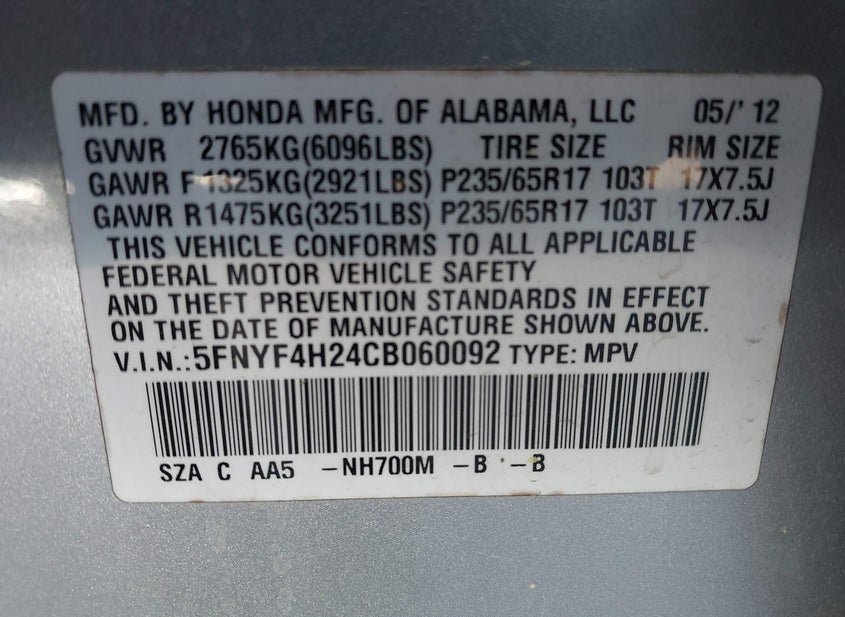 MFD. BY HONDA MFG. OF ALABAMA, LLC 05/' 12
GVWR 2765KG(6096LBS) TIRE SIZE RIM SIZE
GAWR F1325KG(2921LBS) P235/65R17 103T 17X7.5J
GAWR R1475KG(3251LBS) P235/65R17 103T 17X7.5J
THIS VEHICLE CONFORMS TO ALL APPLICABLE
FEDERAL MOTOR VEHICLE SAFETY
AND THEFT PREVENTION STANDARDS IN EFFECT
ON THE DATE OF MANUFACTURE SHOWN ABOVE.
V.I.N.:5FNYF4H24CB060092 TYPE: MPV
SZA C AA5 -NH700M -B -B